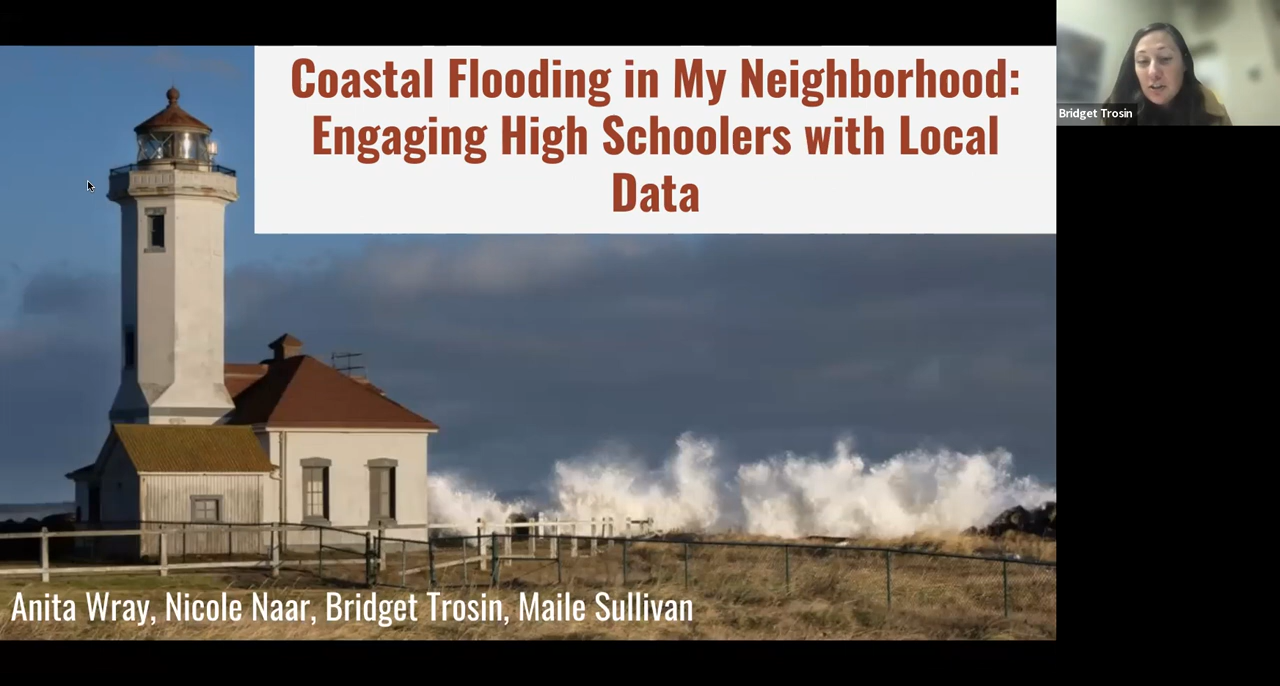 Coastal Flooding in My Neighborhood:
Engaging High Schoolers with Local
Data
Bridget Trosin
Anita Wray, Nicole Naar, Bridget Trosin, Maile Sullivan